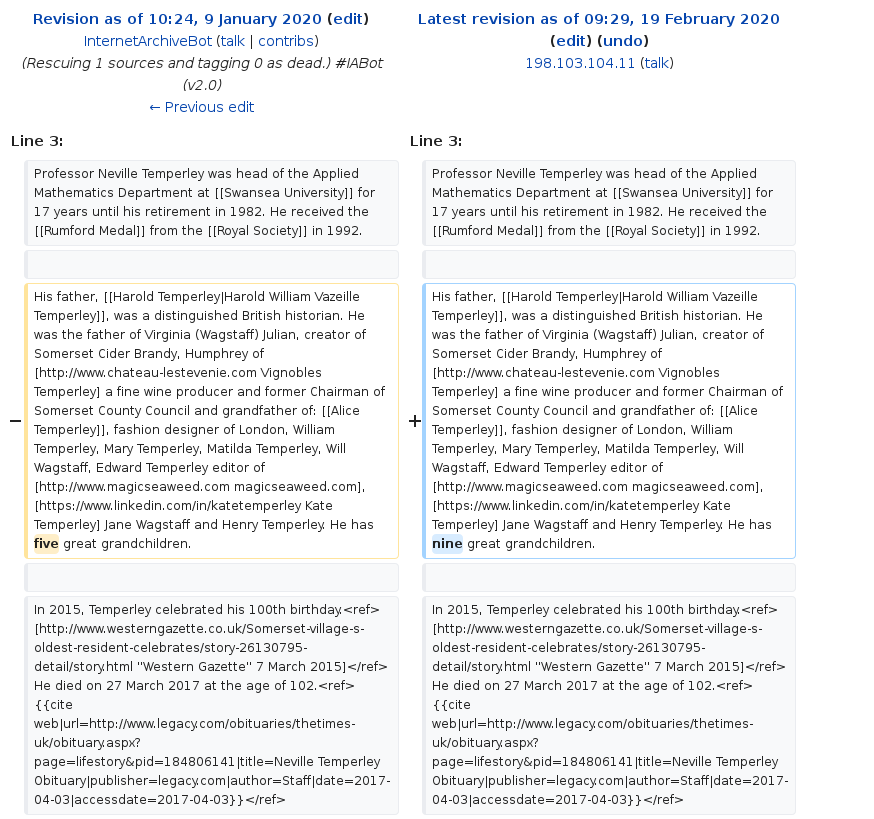 Revision as of 10:24, 9 January 2020 (edit)
InternetArchiveBot (talk | contribs)
(Rescuing 1 sources and tagging 0 as dead.) #IABot
(v2.0)
← Previous edit
Latest revision as of 09:29, 19 February 2020
(edit) (undo)
198.103.104.11 (talk)
Line 3:
Line 3:
Professor Neville Temperley was head of the Applied
Mathematics Department at [[Swansea University]] for
17 years until his retirement in 1982. He received the
[[Rumford Medal]] from the [[Royal Society]] in 1992.
Professor Neville Temperley was head of the Applied
Mathematics Department at [[Swansea University]] for
17 years until his retirement in 1982. He received the
[[Rumford Medal]] from the [[Royal Society]] in 1992.
−
His father, [[Harold Temperley|Harold William Vazeille
Temperley]], was a distinguished British historian. He
was the father of Virginia (Wagstaff) Julian, creator of
Somerset Cider Brandy, Humphrey of
[http://www.chateau-lestevenie.com Vignobles
Temperley] a fine wine producer and former Chairman of
Somerset County Council and grandfather of: [[Alice
Temperley]], fashion designer of London, William
Temperley, Mary Temperley, Matilda Temperley, Will
Wagstaff, Edward Temperley editor of
[http://www.magicseaweed.com magicseaweed.com],
[https://www.linkedin.com/in/katetemperley Kate
Temperley] Jane Wagstaff and Henry Temperley. He has
five great grandchildren.
+
His father, [[Harold Temperley|Harold William Vazeille
Temperley]], was a distinguished British historian. He
was the father of Virginia (Wagstaff) Julian, creator of
Somerset Cider Brandy, Humphrey of
[http://www.chateau-lestevenie.com Vignobles
Temperley] a fine wine producer and former Chairman of
Somerset County Council and grandfather of: [[Alice
Temperley]], fashion designer of London, William
Temperley, Mary Temperley, Matilda Temperley, Will
Wagstaff, Edward Temperley editor of
[http://www.magicseaweed.com magicseaweed.com],
[https://www.linkedin.com/in/katetemperley Kate
Temperley] Jane Wagstaff and Henry Temperley. He has
nine great grandchildren.
In 2015, Temperley celebrated his 100th birthday.<ref>
[http://www.westerngazette.co.uk/Somerset-village-s-
oldest-resident-celebrates/story-26130795-
detail/story.html "Western Gazette" 7 March 2015]</ref>
He died on 27 March 2017 at the age of 102.<ref>
{{cite
web|url=http://www.legacy.com/obituaries/thetimes-
uk/obituary.aspx?
page=lifestory&pid=184806141|title=Neville Temperley
Obituary|publisher=legacy.com|author=Staff|date=2017-
04-03|accessdate=2017-04-03}}</ref>
In 2015, Temperley celebrated his 100th birthday.<ref>
[http://www.westerngazette.co.uk/Somerset-village-s-
oldest-resident-celebrates/story-26130795-
detail/story.html "Western Gazette" 7 March 2015]</ref>
He died on 27 March 2017 at the age of 102.<ref>
{{cite
web|url=http://www.legacy.com/obituaries/thetimes-
uk/obituary.aspx?
page=lifestory&pid=184806141|title=Neville Temperley
Obituary|publisher=legacy.com|author=Staff|date=2017-
04-03|accessdate=2017-04-03}}</ref>